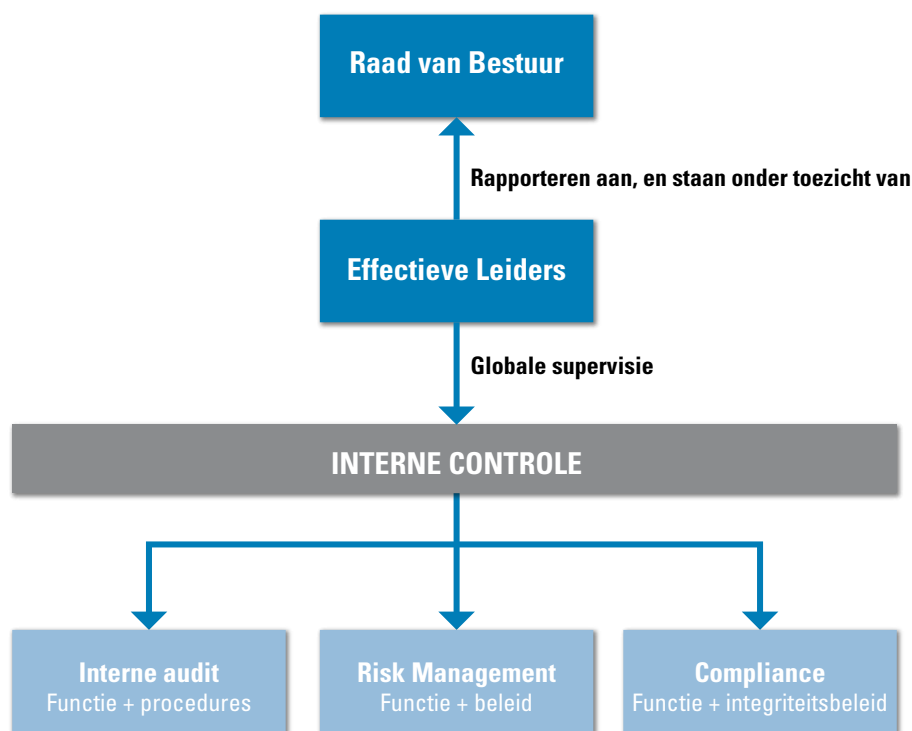 Raad van Bestuur
Rapporteren aan, en staan onder toezicht van
Effectieve Leiders
Globale supervisie
INTERNE CONTROLE
Interne audit
Functie + procedures
Risk Management
Functie + beleid
Compliance
Functie + integriteitsbeleid